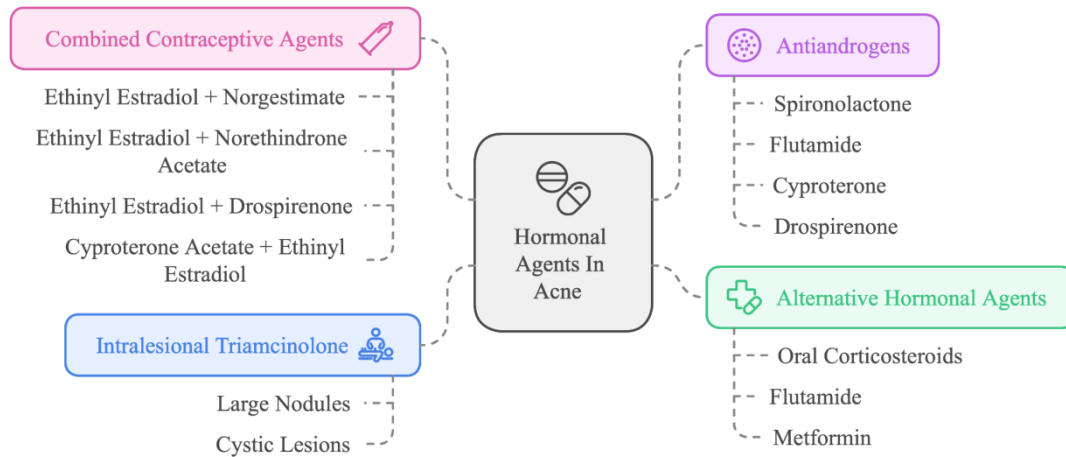 Combined Contraceptive Agents
Ethinyl Estradiol + Norgestimate
Ethinyl Estradiol + Norethindrone
Acetate
Ethinyl Estradiol + Drospirenone
Cyproterone Acetate + Ethinyl
Estradiol
Intralesional Triamcinolone
Large Nodules
Cystic Lesions
Hormonal
Agents In
Acne
Antiandrogens
Spironolactone
Flutamide
Cyproterone
Drospirenone
Alternative Hormonal Agents
Oral Corticosteroids
Flutamide
Metformin